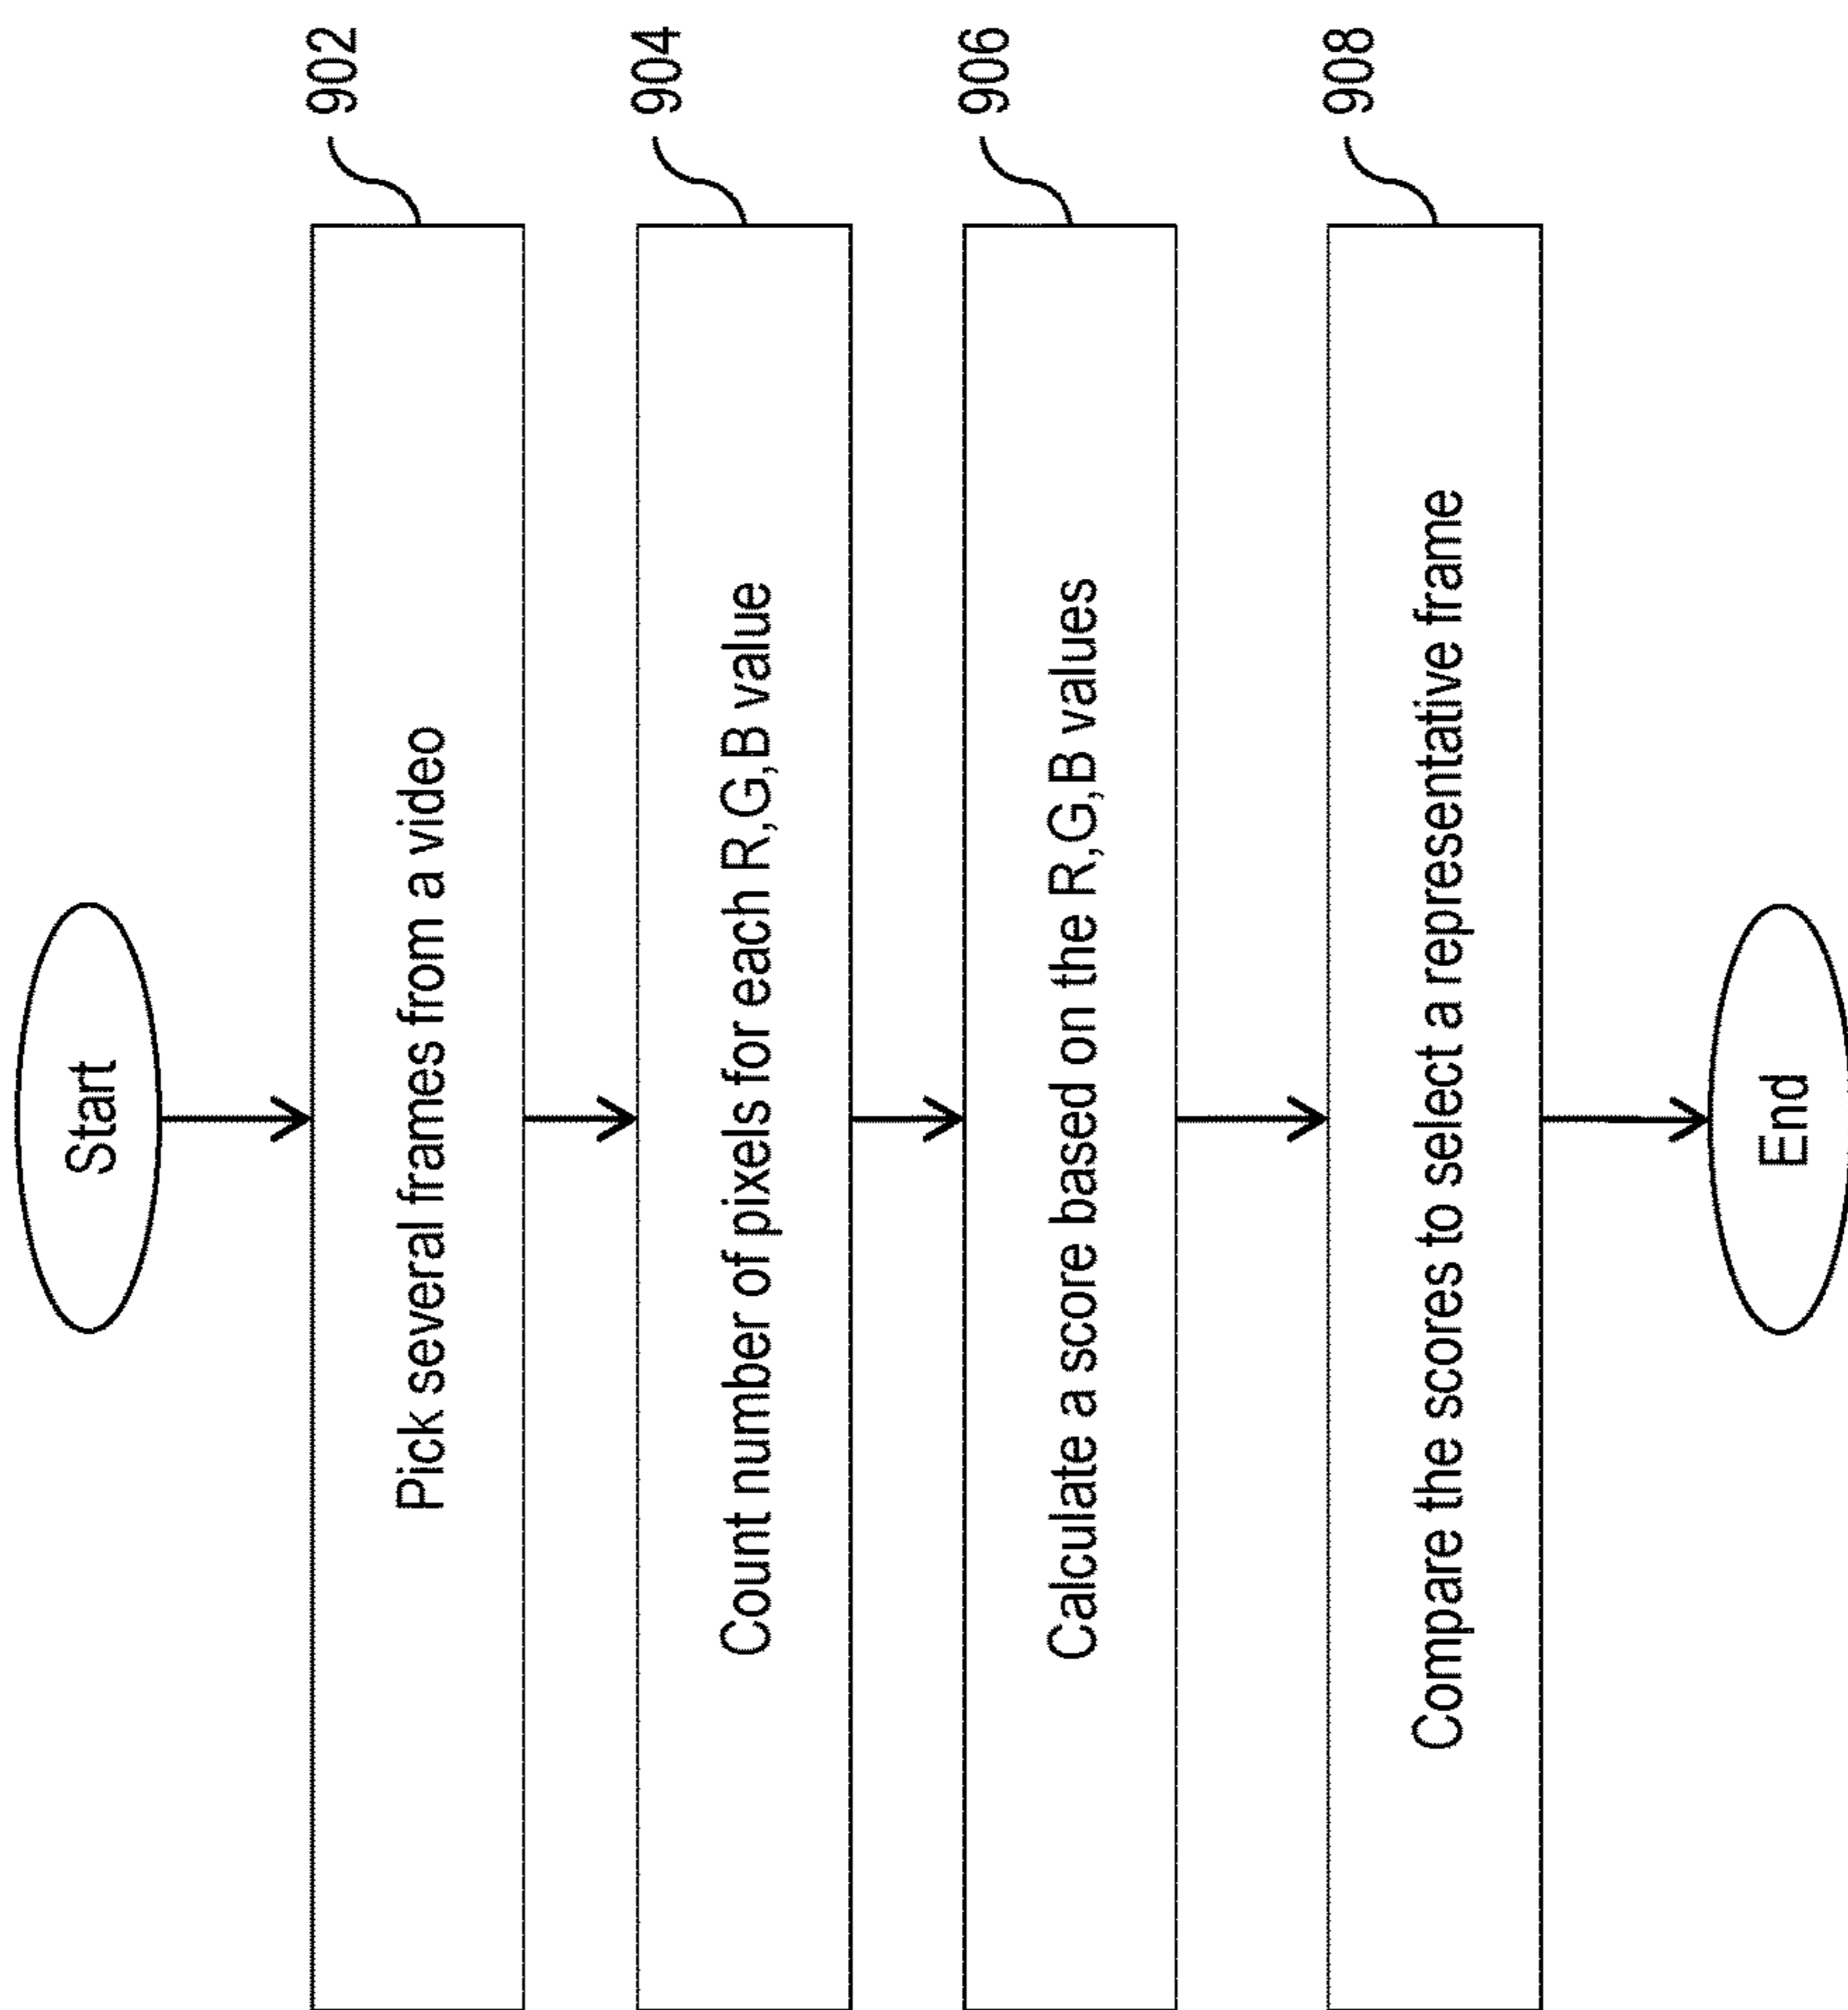 Start
902
Pick several frames from a video
904
Count number of pixels for each R,G,B value
906
Calculate a score based on the R,G,B values
908
Compare the scores to select a representative frame
End